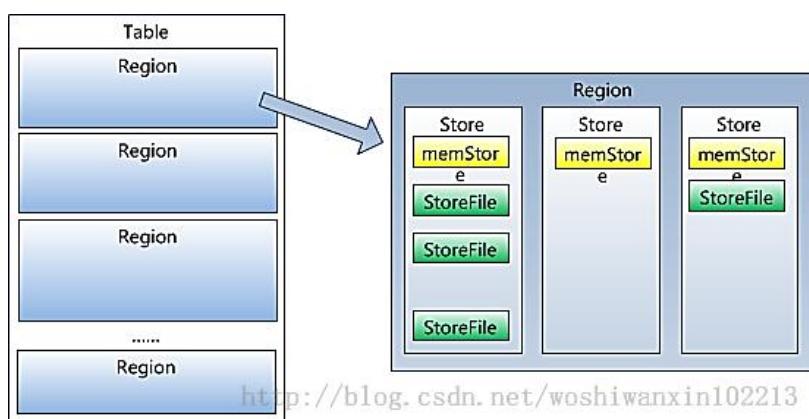 Table
Region
Region
Region
......
Region
Region
Store
memStor
e
StoreFile
StoreFile
StoreFile
Store
memStor
e
Store
memStor
e
StoreFile
http://blog.csdn.net/woshiwanxin102213